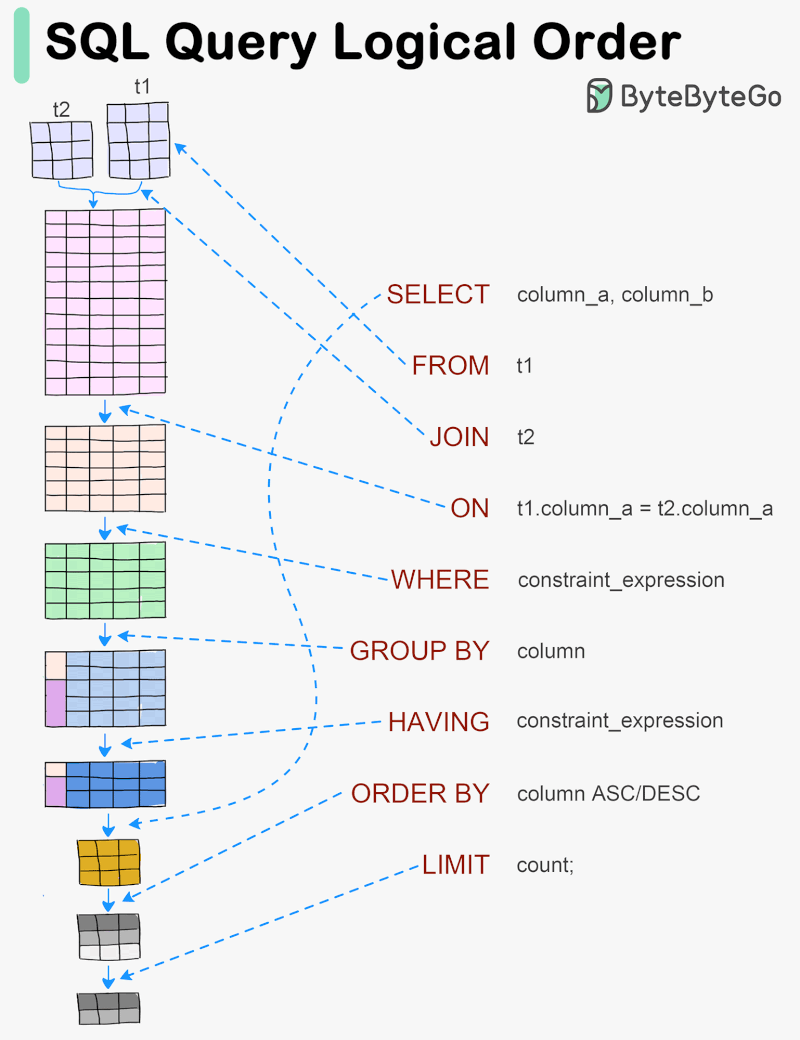 SQL Query Logical Order
ByteByteGo
t1
t2
SELECT column_a, column_b
FROM t1
JOIN t2
ON t1.column_a = t2.column_a
WHERE constraint_expression
GROUP BY column
HAVING constraint_expression
ORDER BY column ASC/DESC
LIMIT count;